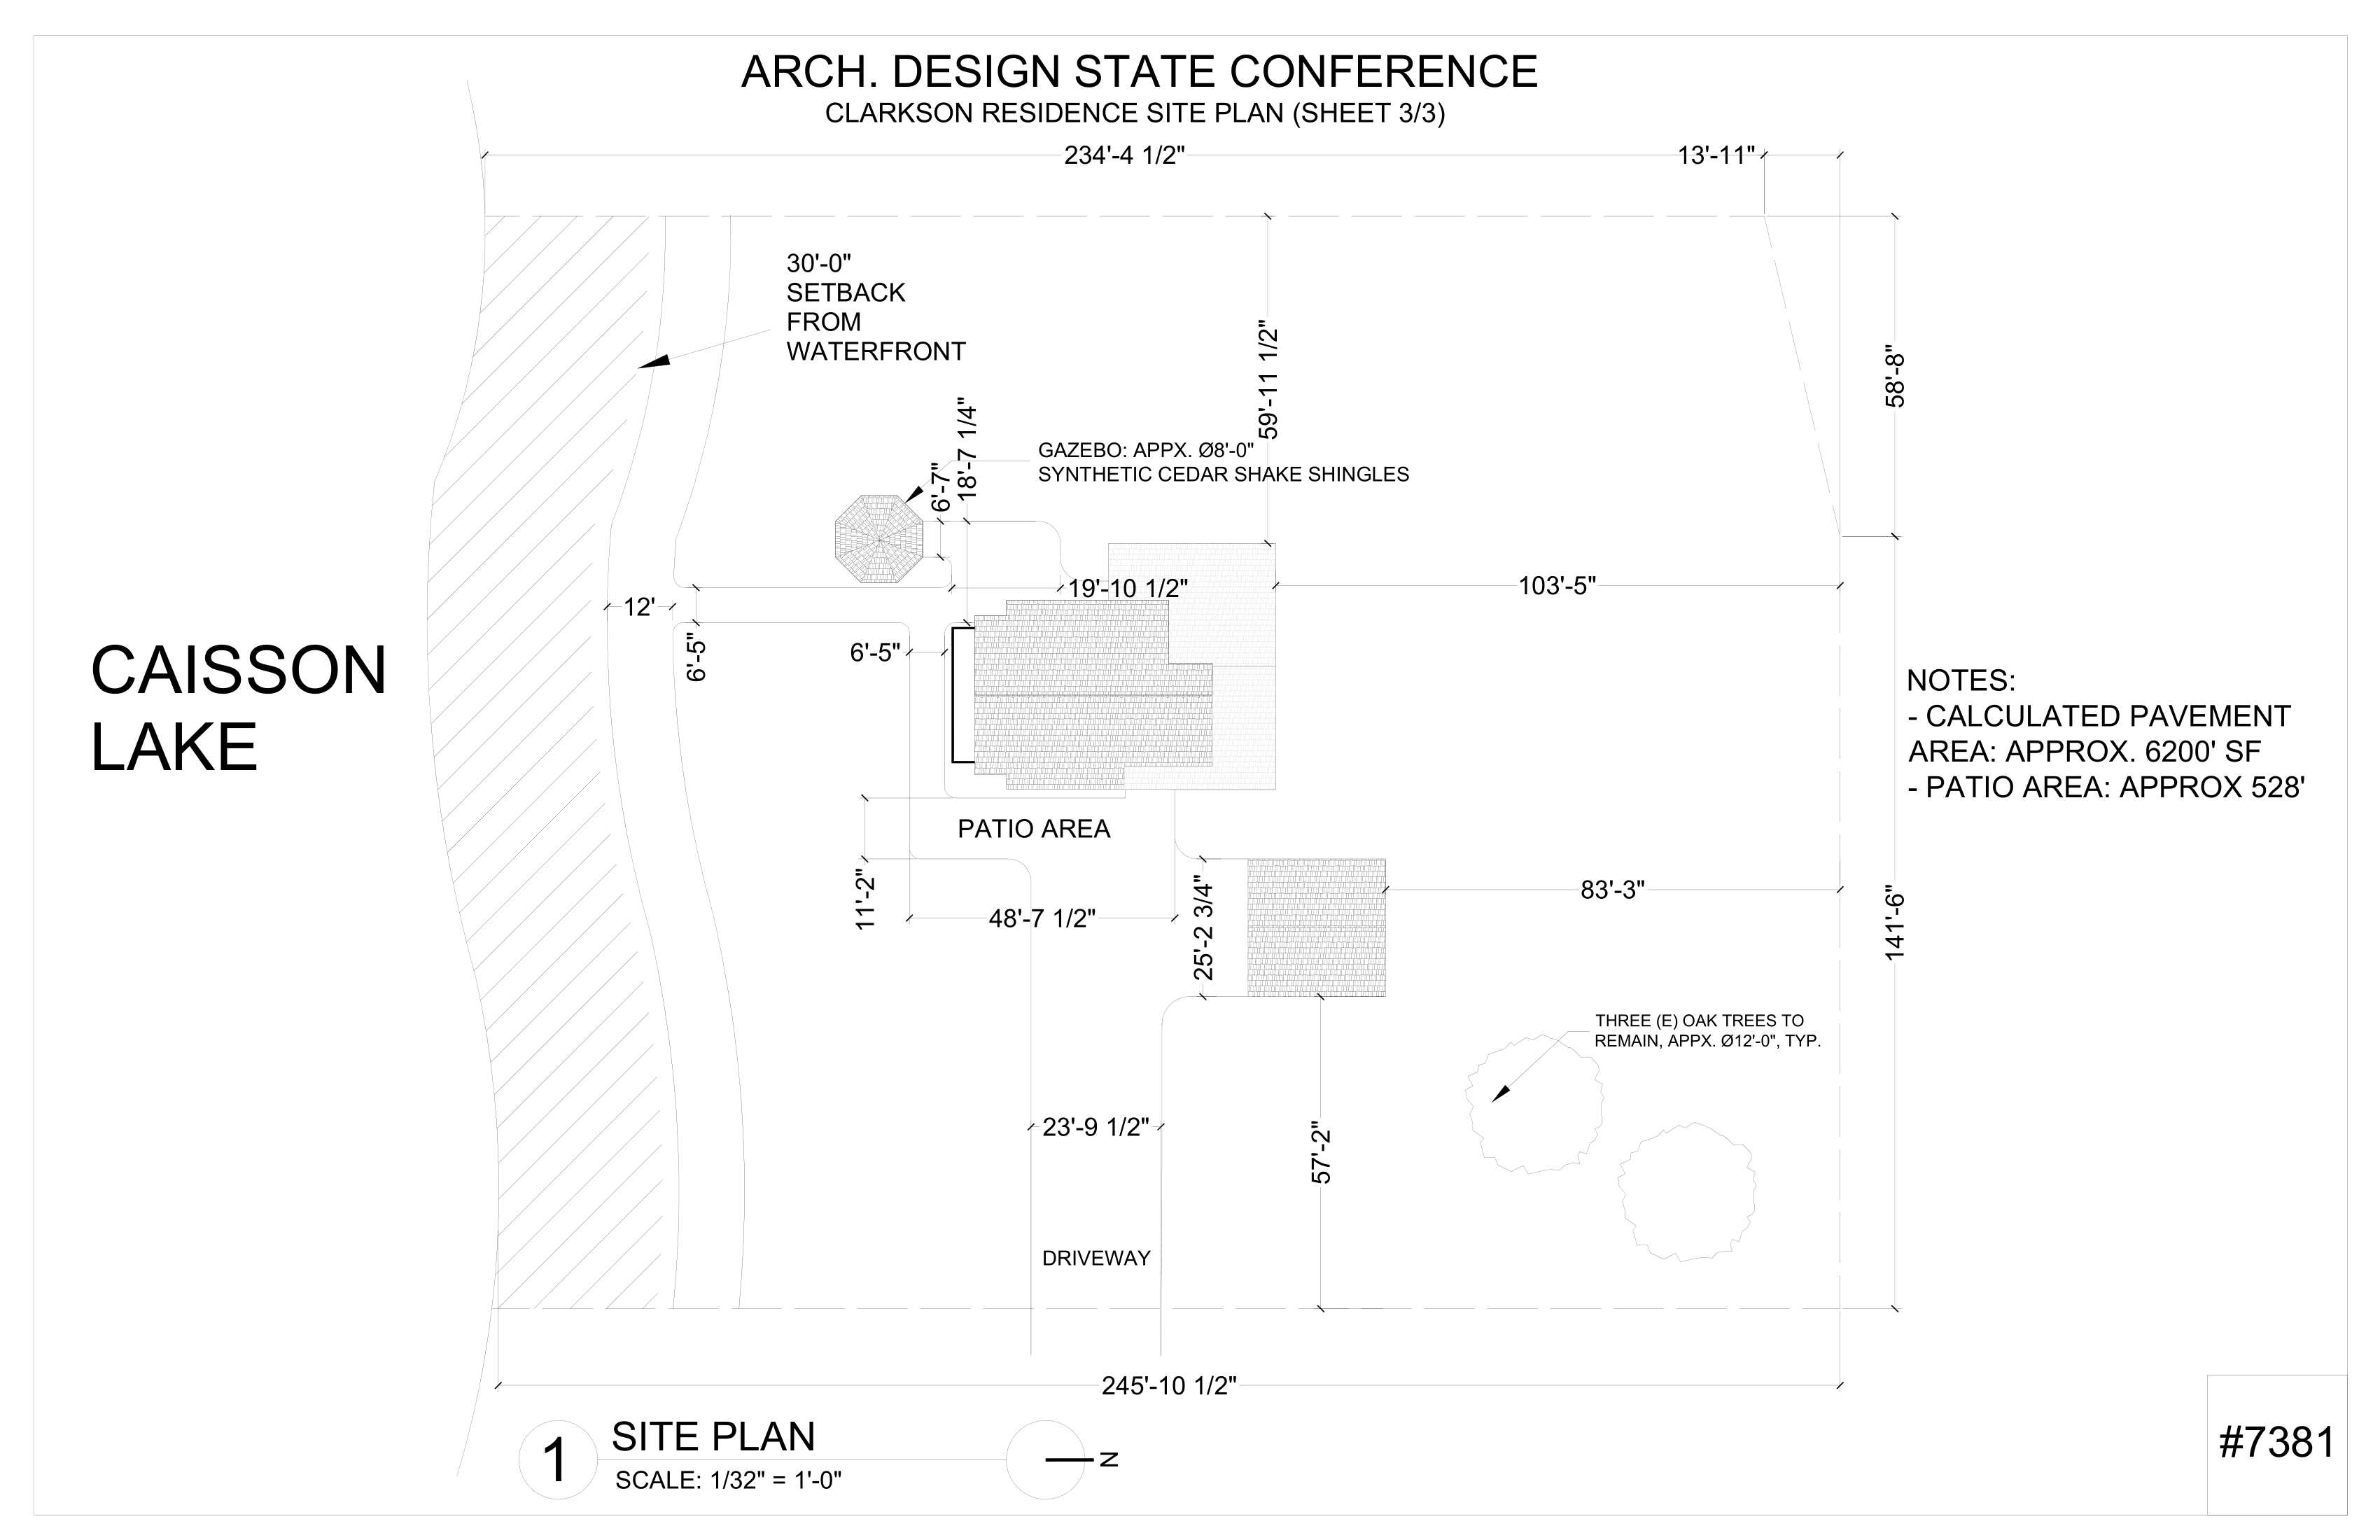 ARCH. DESIGN STATE CONFERENCE
CLARKSON RESIDENCE SITE PLAN (SHEET 3/3)
234'-4 1/2"
13'-11"
30'-0"
SETBACK
FROM
WATERFRONT
59'-11 1/2"
58'-8"
18'-7 1/4"
6'-7"
GAZEBO: APPX. Ø8'-0"
SYNTHETIC CEDAR SHAKE SHINGLES
19'-10 1/2"
103'-5"
12'
6'-5"
6'-5"
CAISSON
LAKE
NOTES:
- CALCULATED PAVEMENT
AREA: APPROX. 6200' SF
- PATIO AREA: APPROX 528'
PATIO AREA
11'-2"
48'-7 1/2"
25'-2 3/4"
83'-3"
141'-6"
THREE (E) OAK TREES TO
REMAIN, APPX. Ø12'-0", TYP.
23'-9 1/2"
57'-2"
DRIVEWAY
245'-10 1/2"
1
SITE PLAN
SCALE: 1/32" = 1'-0"
N
#7381